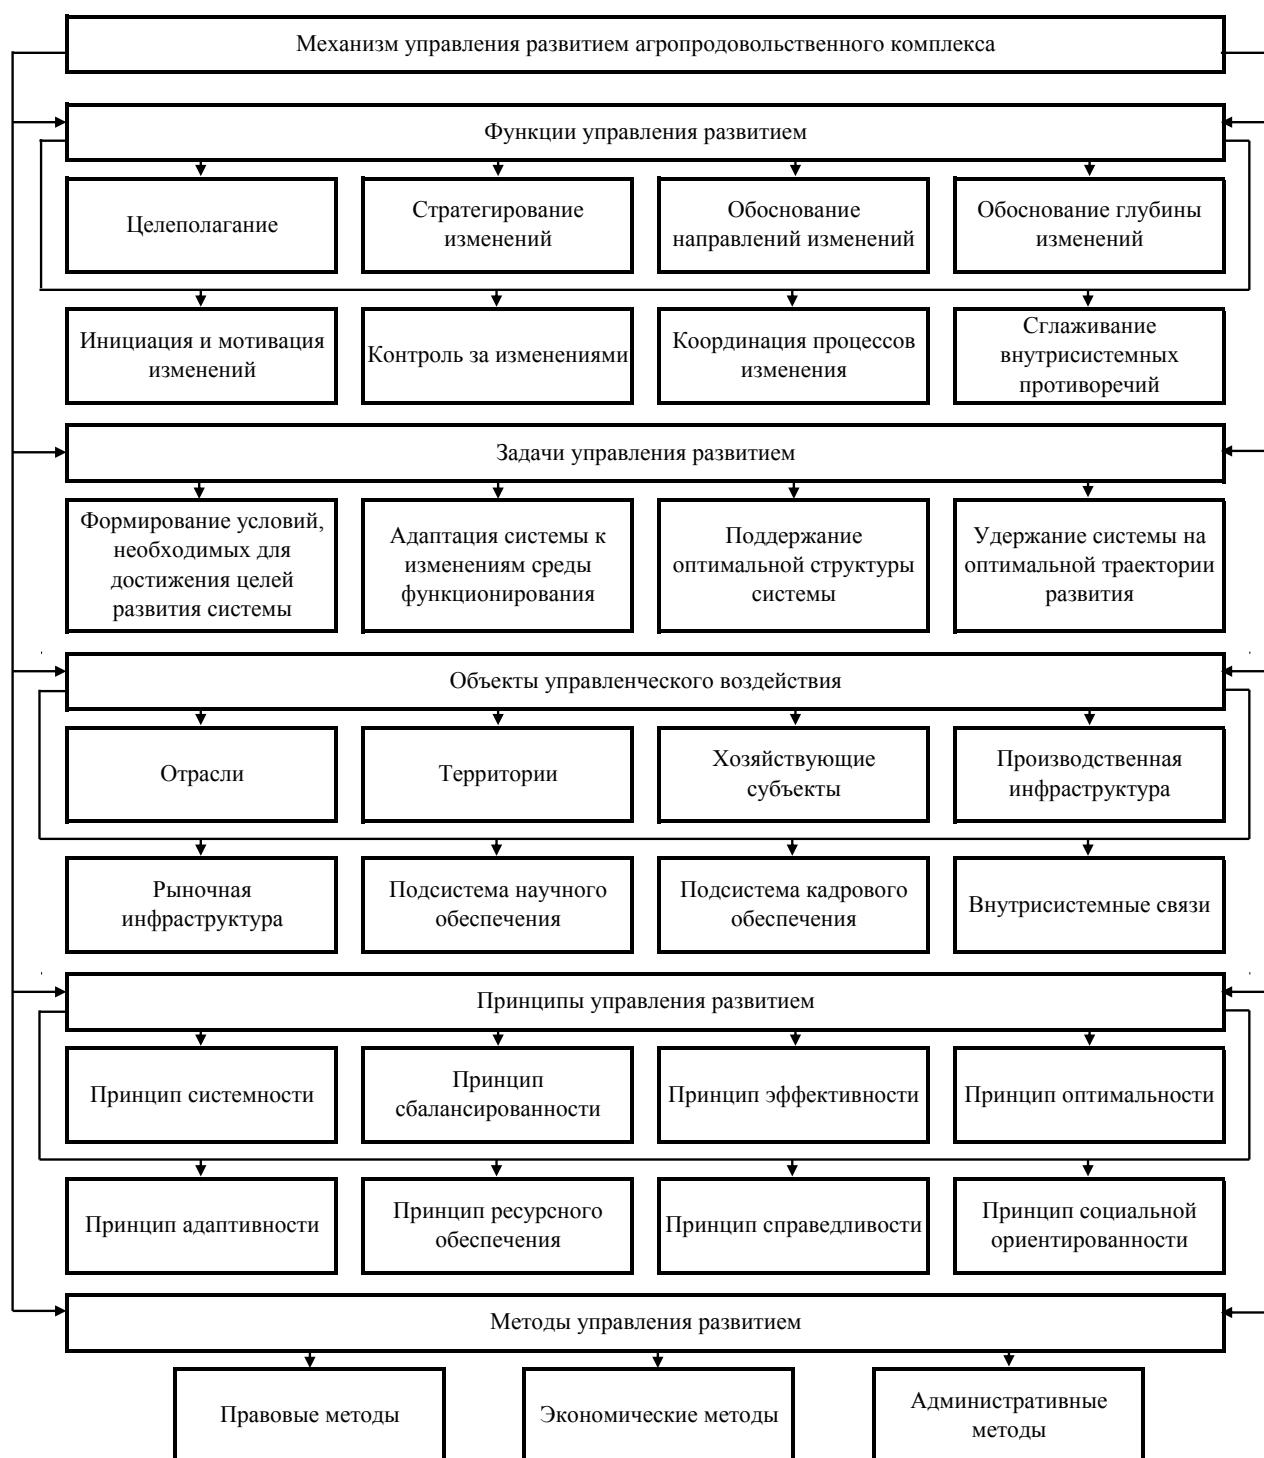 Механизм управления развитием агропродовольственного комплекса
Функции управления развитием
Целеполагание
Стратегирование
изменений
Обоснование
направлений изменений
Обоснование глубины
изменений
Инициация и мотивация
изменений
Контроль за изменениями
Координация процессов
изменения
Сглаживание
внутрисистемных
противоречий
Задачи управления развитием
Формирование условий,
необходимых для
достижения целей
развития системы
Адаптация системы к
изменениям среды
функционирования
Поддержание
оптимальной структуры
системы
Удержание системы на
оптимальной траектории
развития
Объекты управленческого воздействия
Отрасли
Территории
Хозяйствующие
субъекты
Производственная
инфраструктура
Рыночная
инфраструктура
Подсистема научного
обеспечения
Подсистема кадрового
обеспечения
Внутрисистемные связи
Принципы управления развитием
Принцип системности
Принцип
сбалансированности
Принцип эффективности
Принцип оптимальности
Принцип адаптивности
Принцип ресурсного
обеспечения
Принцип справедливости
Принцип социальной
ориентированности
Методы управления развитием
Правовые методы
Экономические методы
Административные
методы